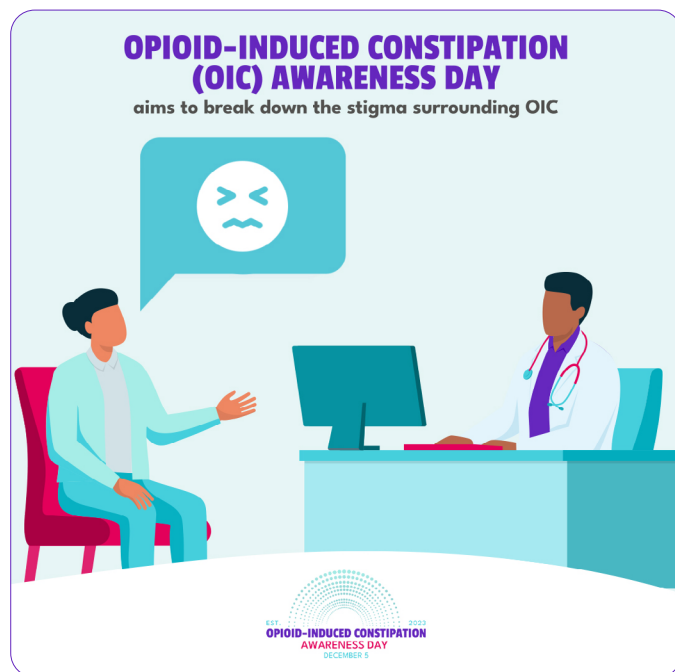 OPIOID-INDUCED CONSTIPATION
(OIC) AWARENESS DAY
aims to break down the stigma surrounding OIC
EST. 2023
OPIOID-INDUCED CONSTIPATION
AWARENESS DAY
DECEMBER 5